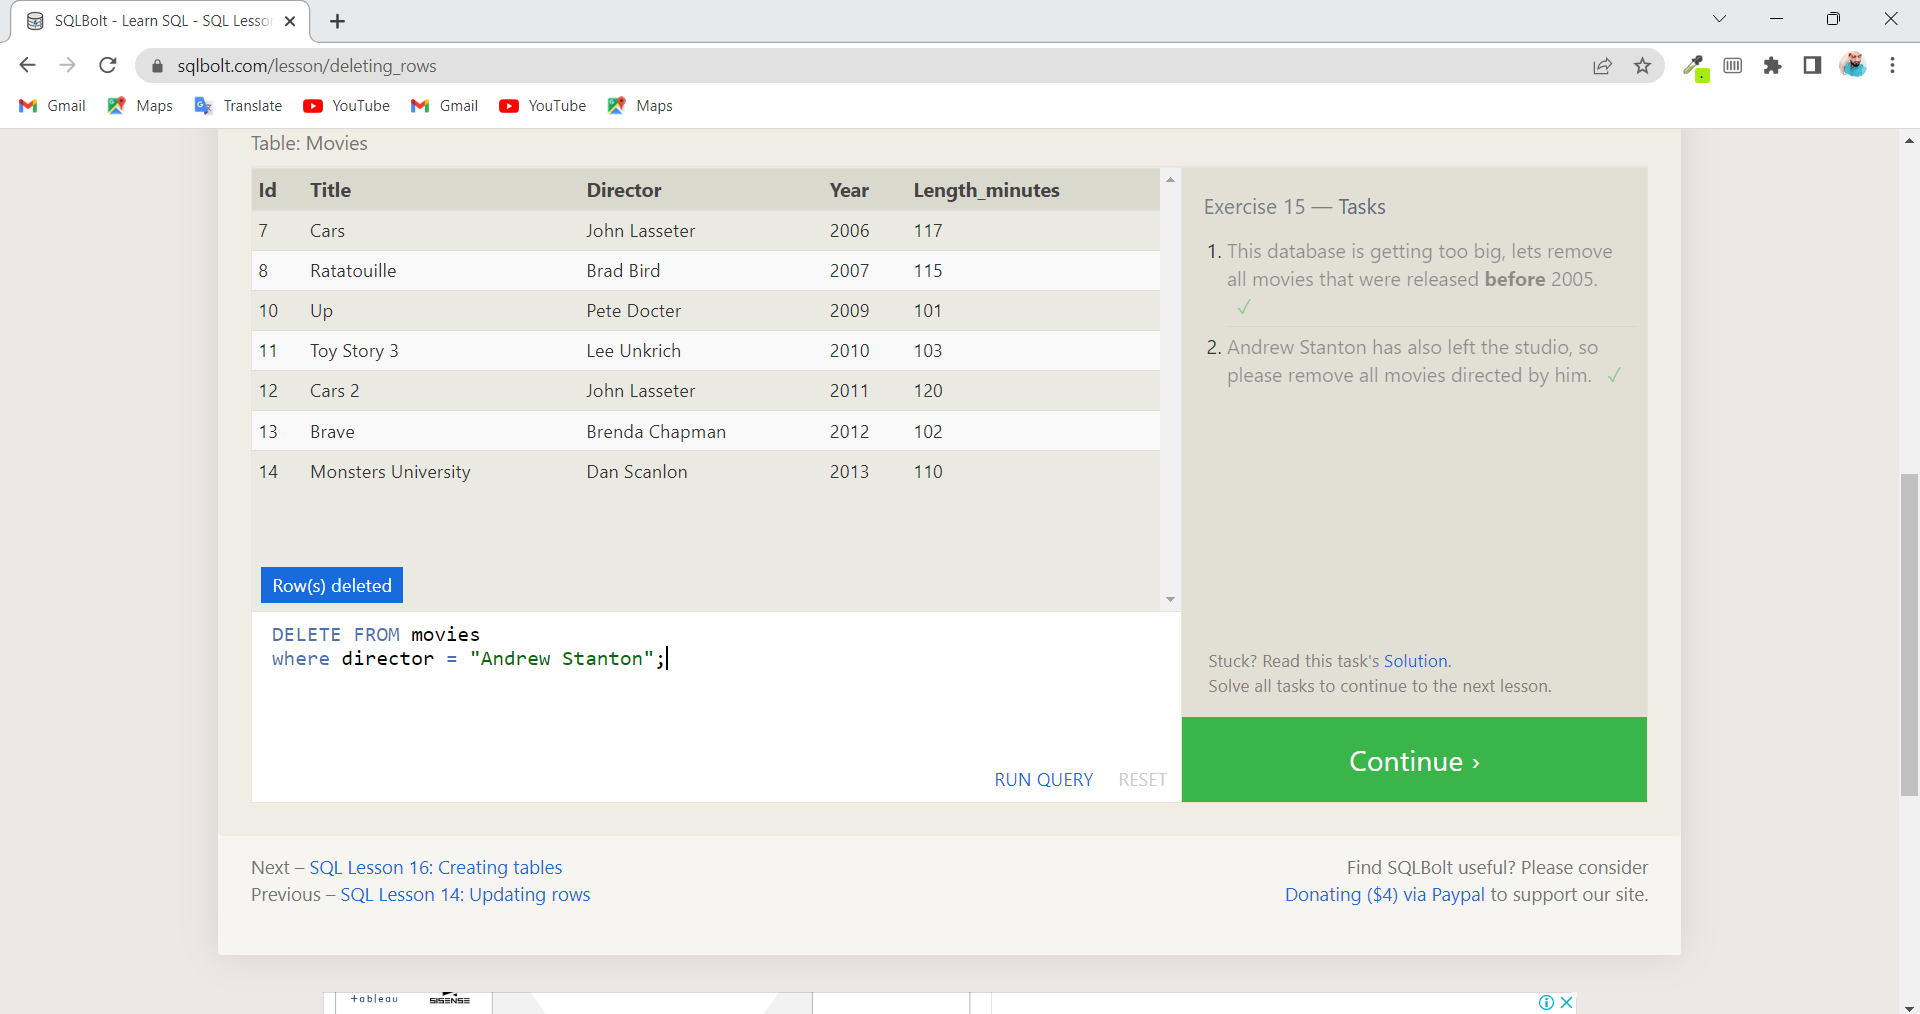 SQLBolt - Learn SQL - SQL Lesso
sqlbolt.com/lesson/deleting_rows
Gmail Maps Translate YouTube Gmail YouTube Maps
Table: Movies
Id Title Director Year Length_minutes
7 Cars John Lasseter 2006 117
8 Ratatouille Brad Bird 2007 115
10 Up Pete Docter 2009 101
11 Toy Story 3 Lee Unkrich 2010 103
12 Cars 2 John Lasseter 2011 120
13 Brave Brenda Chapman 2012 102
14 Monsters University Dan Scanlon 2013 110
Row(s) deleted
DELETE FROM movies
where director = "Andrew Stanton";
RUN QUERY RESET
Exercise 15 — Tasks
1. This database is getting too big, lets remove
all movies that were released before 2005.
✓
2. Andrew Stanton has also left the studio, so
please remove all movies directed by him. ✓
Stuck? Read this task's Solution.
Solve all tasks to continue to the next lesson.
Continue ›
Next – SQL Lesson 16: Creating tables
Previous – SQL Lesson 14: Updating rows
Find SQLBolt useful? Please consider
Donating ($4) via Paypal to support our site.
+ableau SISENSE